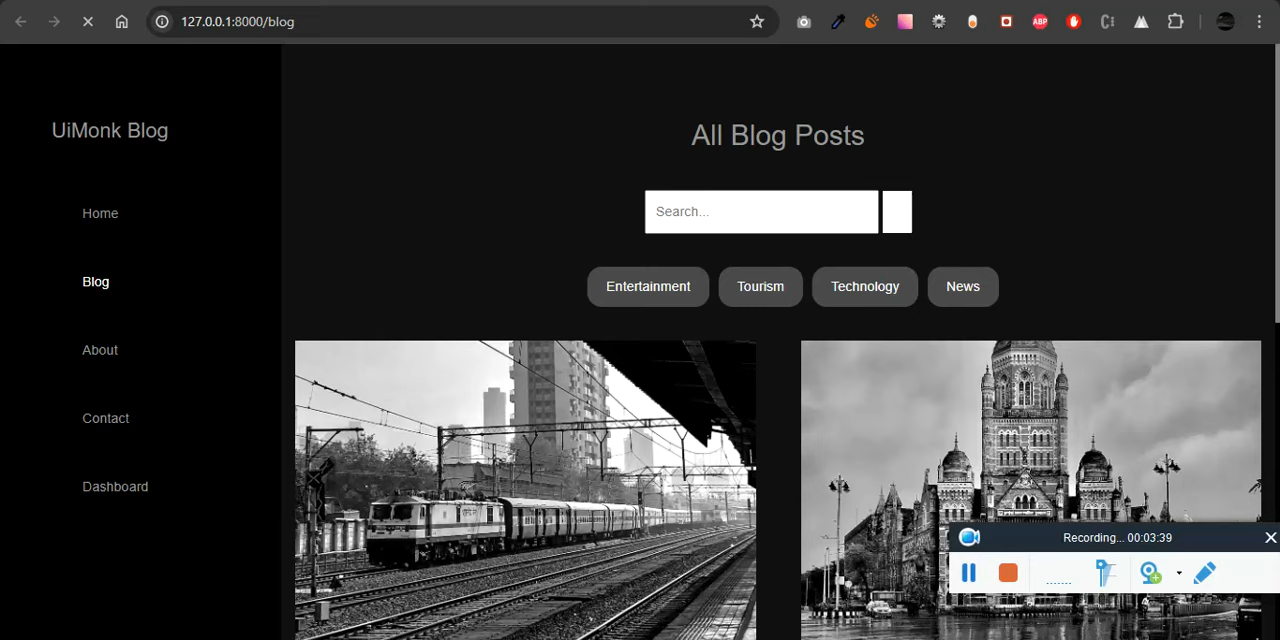 127.0.0.1:8000/blog
ABP
UiMonk Blog
Home
Blog
About
Contact
Dashboard
All Blog Posts
Search...
Entertainment
Tourism
Technology
News
Recording... 00:03:39